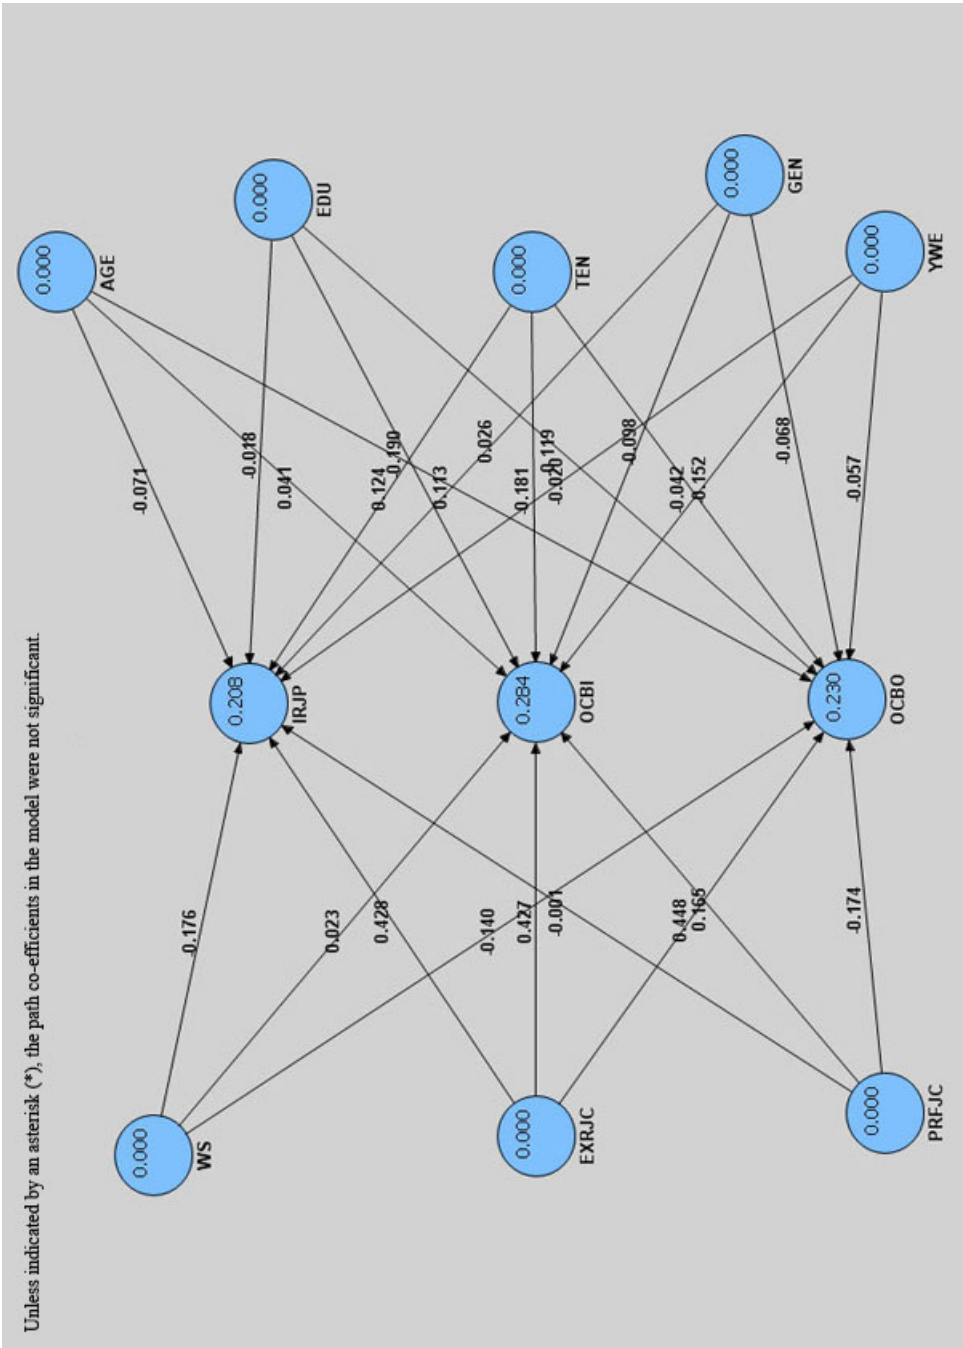 Unless indicated by an asterisk (*), the path co-efficients in the model were not significant.
0.000
AGE
0.000
-0.071
-0.176
WS
0.208
-0.018
0.000
0.041
IRJP
EDU
0.023
0.428
0.124
-0.190
0.113
0.026
-0.140
0.000
0.427
0.284
-0.181
0.000
0.119
-0.001
-0.020
EXRJC
OCBI
TEN
-0.098
0.448
-0.042
0.165
0.152
0.000
-0.068
GEN
0.230
-0.174
-0.057
0.000
0.000
OCBO
PRFJC
YWE